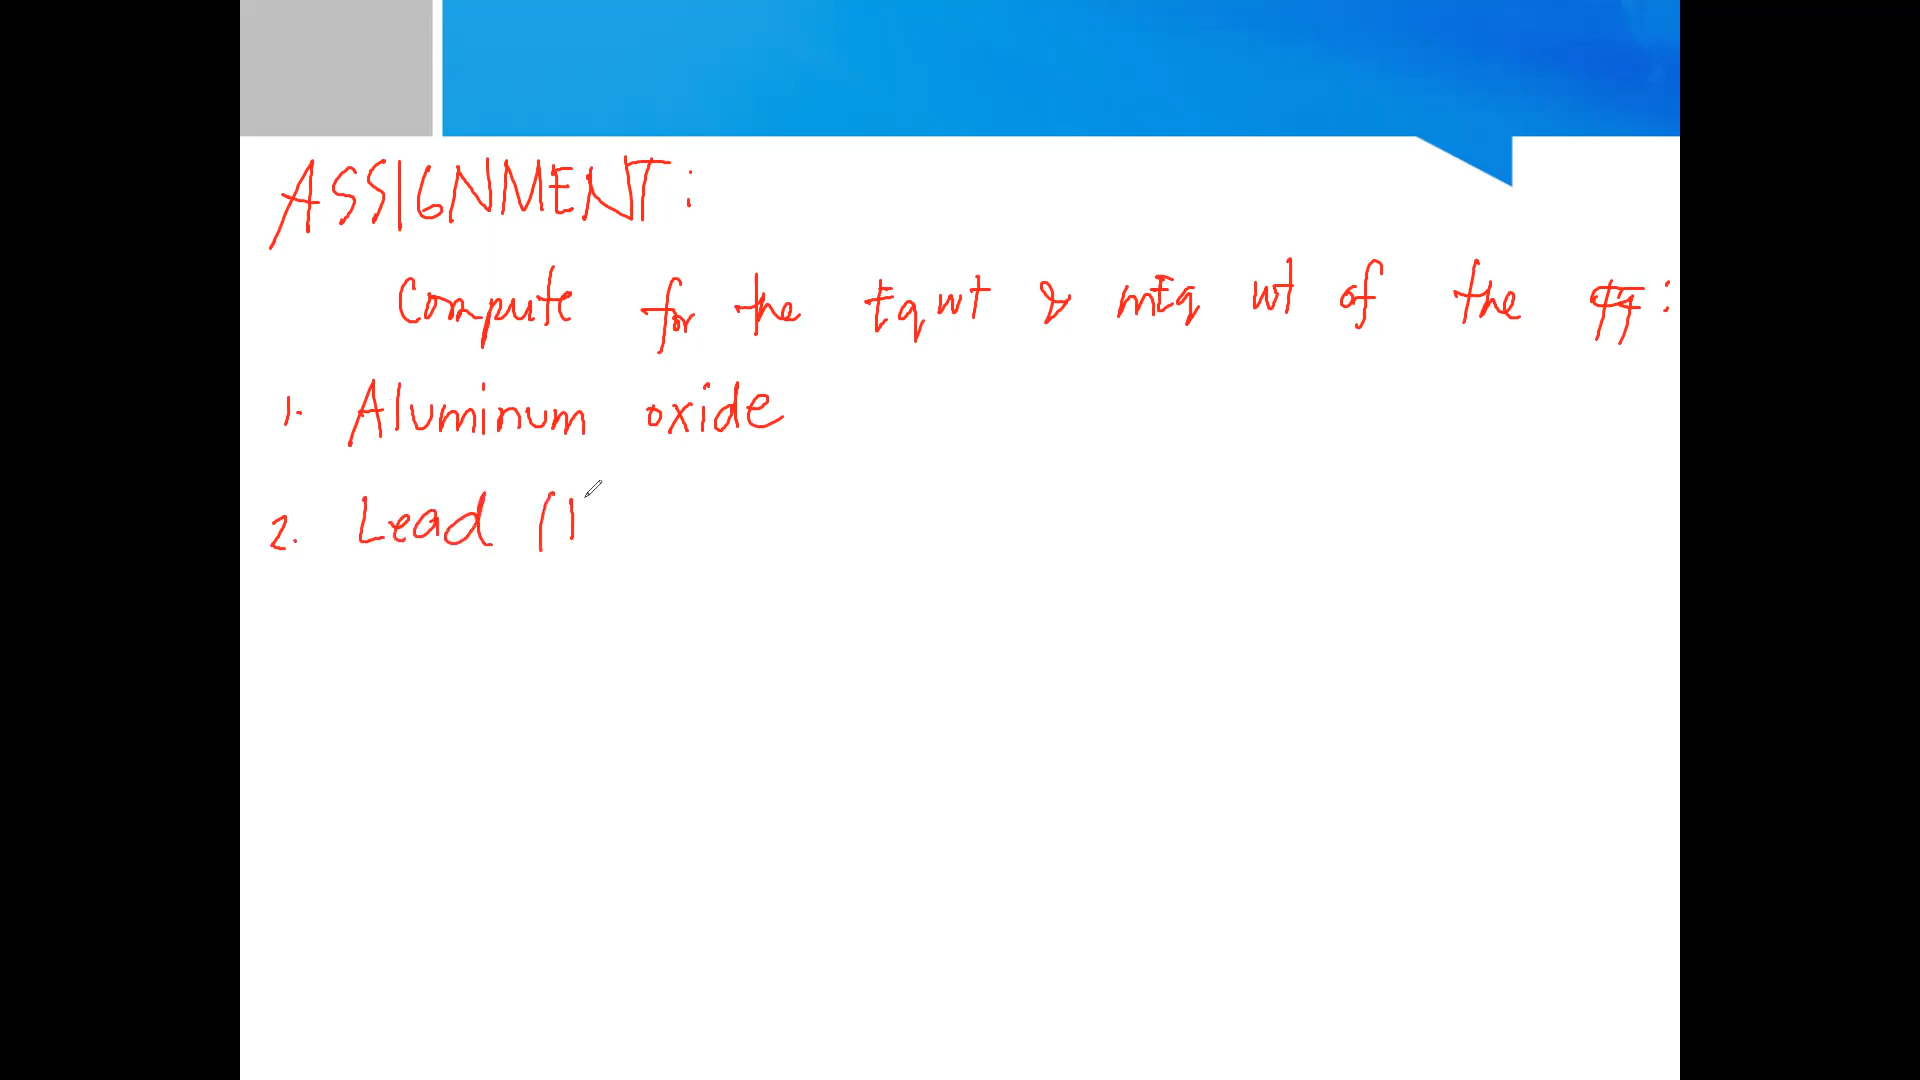 ASSIGNMENT:
Compute for the Eqwt & mEq wt of the ff:
1. Aluminum oxide
2. Lead (I